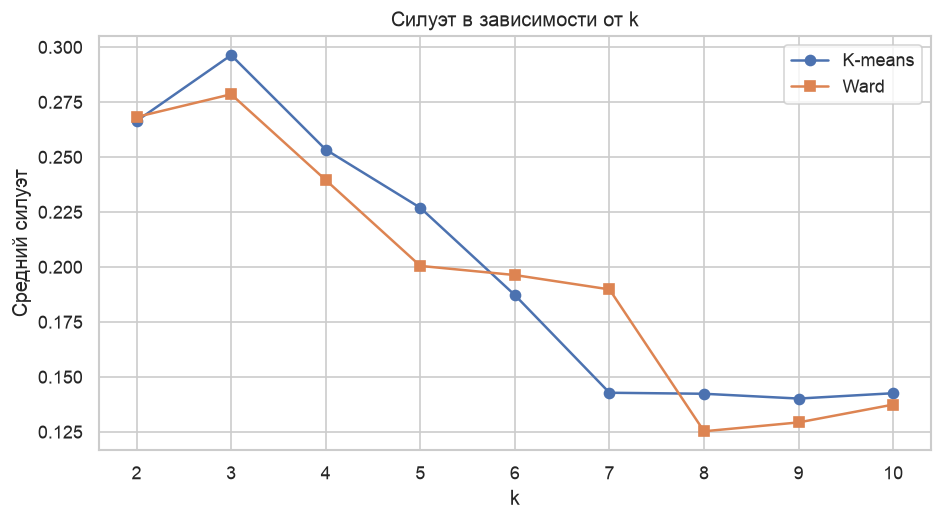 Силуэт в зависимости от k
0.300
0.275
0.250
0.225
0.200
0.175
0.150
0.125
Средний силуэт
K-means
Ward
2 3 4 5 6 7 8 9 10
k